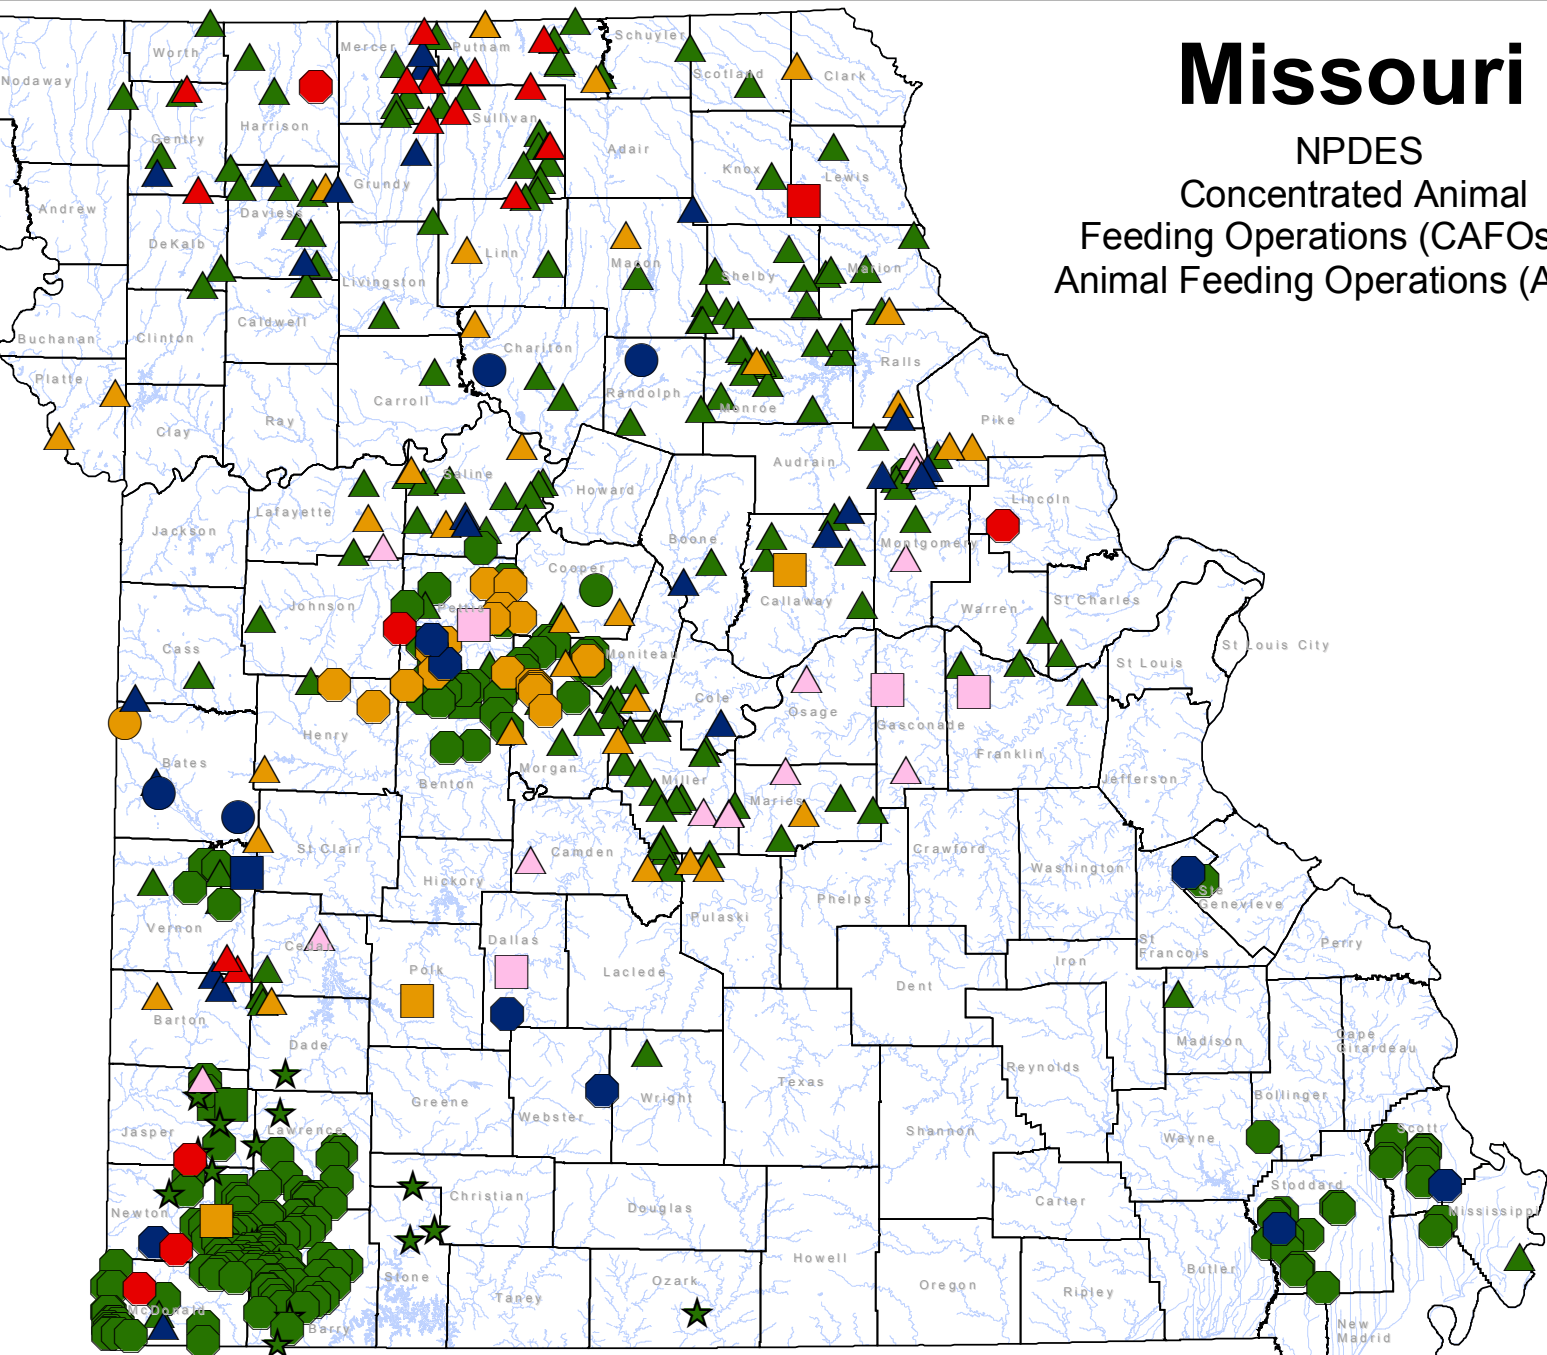 Missouri
NPDES
Concentrated Animal
Feeding Operations (CAFOs
Animal Feeding Operations (A
Worth
Mercer
Putnam
Schuyler
Scotland
Clark
Nodaway
Harrison
Sullivan
Gentry
Adair
Knox
Lewis
Grundy
Andrew
Daviess
DeKalb
Linn
Macon
Shelby
Marion
Livingston
Caldwell
Buchanan
Clinton
Chariton
Ralls
Platte
Randolph
Carroll
Monroe
Ray
Pike
Clay
Audrain
Saline
Howard
Lincoln
Lafayette
Jackson
Boone
Montgomery
Cooper
Callaway
St Charles
Johnson
Pettis
Warren
Cass
Moniteau
St Louis City
St Louis
Cole
Osage
Gasconade
Henry
Franklin
Bates
Morgan
Miller
Jefferson
Benton
Maries
St Clair
Camden
Crawford
Washington
Hickory
Phelps
Ste
Genevieve
Pulaski
Vernon
Cedar
Dallas
St
Francois
Perry
Polk
Laclede
Iron
Dent
Barton
Dade
Madison
Cape
Girardeau
Reynolds
Texas
Greene
Wright
Bollinger
Webster
Jasper
Lawrence
Shannon
Wayne
Scott
Stoddard
Christian
Carter
Newton
Douglas
Mississippi
Howell
Stone
Ozark
Oregon
Ripley
Butler
Taney
McDonald
Barry
New
Madrid